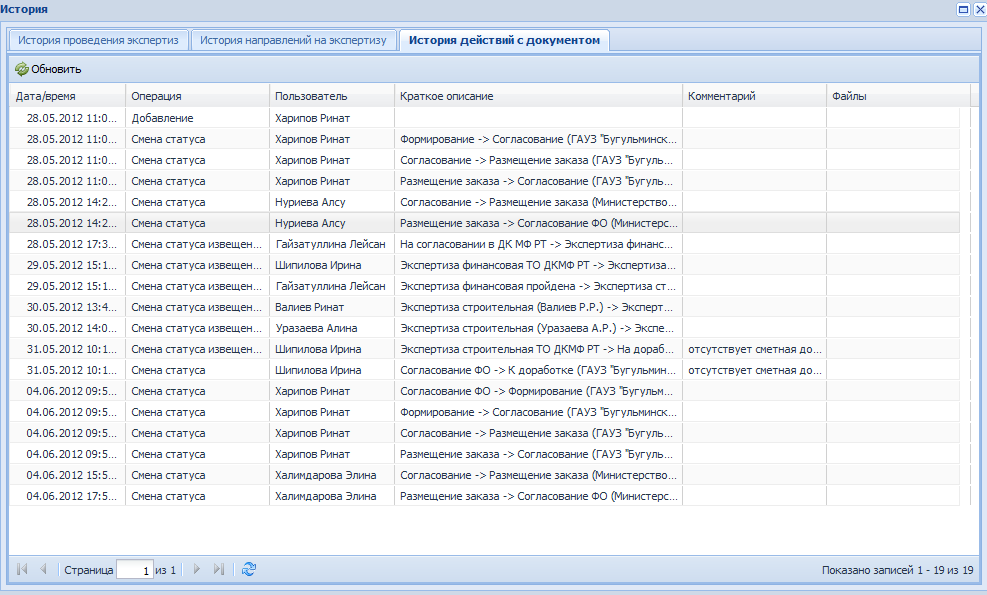 История
История проведения экспертиз История направлений на экспертизу История действий с документом
Обновить
Дата/время Операция Пользователь Краткое описание Комментарий Файлы
28.05.2012 11:0... Добавление Харипов Ринат
28.05.2012 11:0... Смена статуса Харипов Ринат Формирование -> Согласование (ГАУЗ "Бугульминск...
28.05.2012 11:0... Смена статуса Харипов Ринат Согласование -> Размещение заказа (ГАУЗ "Бугуль...
28.05.2012 11:0... Смена статуса Харипов Ринат Размещение заказа -> Согласование (ГАУЗ "Бугуль...
28.05.2012 14:2... Смена статуса Нуриева Алсу Согласование -> Размещение заказа (Министерство...
28.05.2012 14:2... Смена статуса Нуриева Алсу Размещение заказа -> Согласование ФО (Министерс...
28.05.2012 17:3... Смена статуса извещен... Гайзатуллина Лейсан На согласовании в ДК МФ РТ -> Экспертиза финанс...
29.05.2012 15:1... Смена статуса извещен... Шипилова Ирина Экспертиза финансовая ТО ДКМФ РТ -> Экспертиза...
29.05.2012 15:1... Смена статуса извещен... Гайзатуллина Лейсан Экспертиза финансовая пройдена -> Экспертиза ст...
30.05.2012 13:4... Смена статуса извещен... Валиев Ринат Экспертиза строительная (Валиев Р.Р.) -> Эксперт...
30.05.2012 14:0... Смена статуса извещен... Уразаева Алина Экспертиза строительная (Уразаева А.Р.) -> Экспе...
31.05.2012 10:1... Смена статуса извещен... Шипилова Ирина Экспертиза строительная ТО ДКМФ РТ -> На дораб... отсутствует сметная до...
31.05.2012 10:1... Смена статуса Шипилова Ирина Согласование ФО -> К доработке (ГАУЗ "Бугульмин... отсутствует сметная до...
04.06.2012 09:5... Смена статуса Харипов Ринат Согласование ФО -> Формирование (ГАУЗ "Бугульм...
04.06.2012 09:5... Смена статуса Харипов Ринат Формирование -> Согласование (ГАУЗ "Бугульминск...
04.06.2012 09:5... Смена статуса Харипов Ринат Согласование -> Размещение заказа (ГАУЗ "Бугуль...
04.06.2012 09:5... Смена статуса Харипов Ринат Размещение заказа -> Согласование (ГАУЗ "Бугуль...
04.06.2012 15:5... Смена статуса Халимдарова Элина Согласование -> Размещение заказа (Министерство...
04.06.2012 17:5... Смена статуса Халимдарова Элина Размещение заказа -> Согласование ФО (Министерс...
Страница 1 из 1 Показано записей 1 - 19 из 19